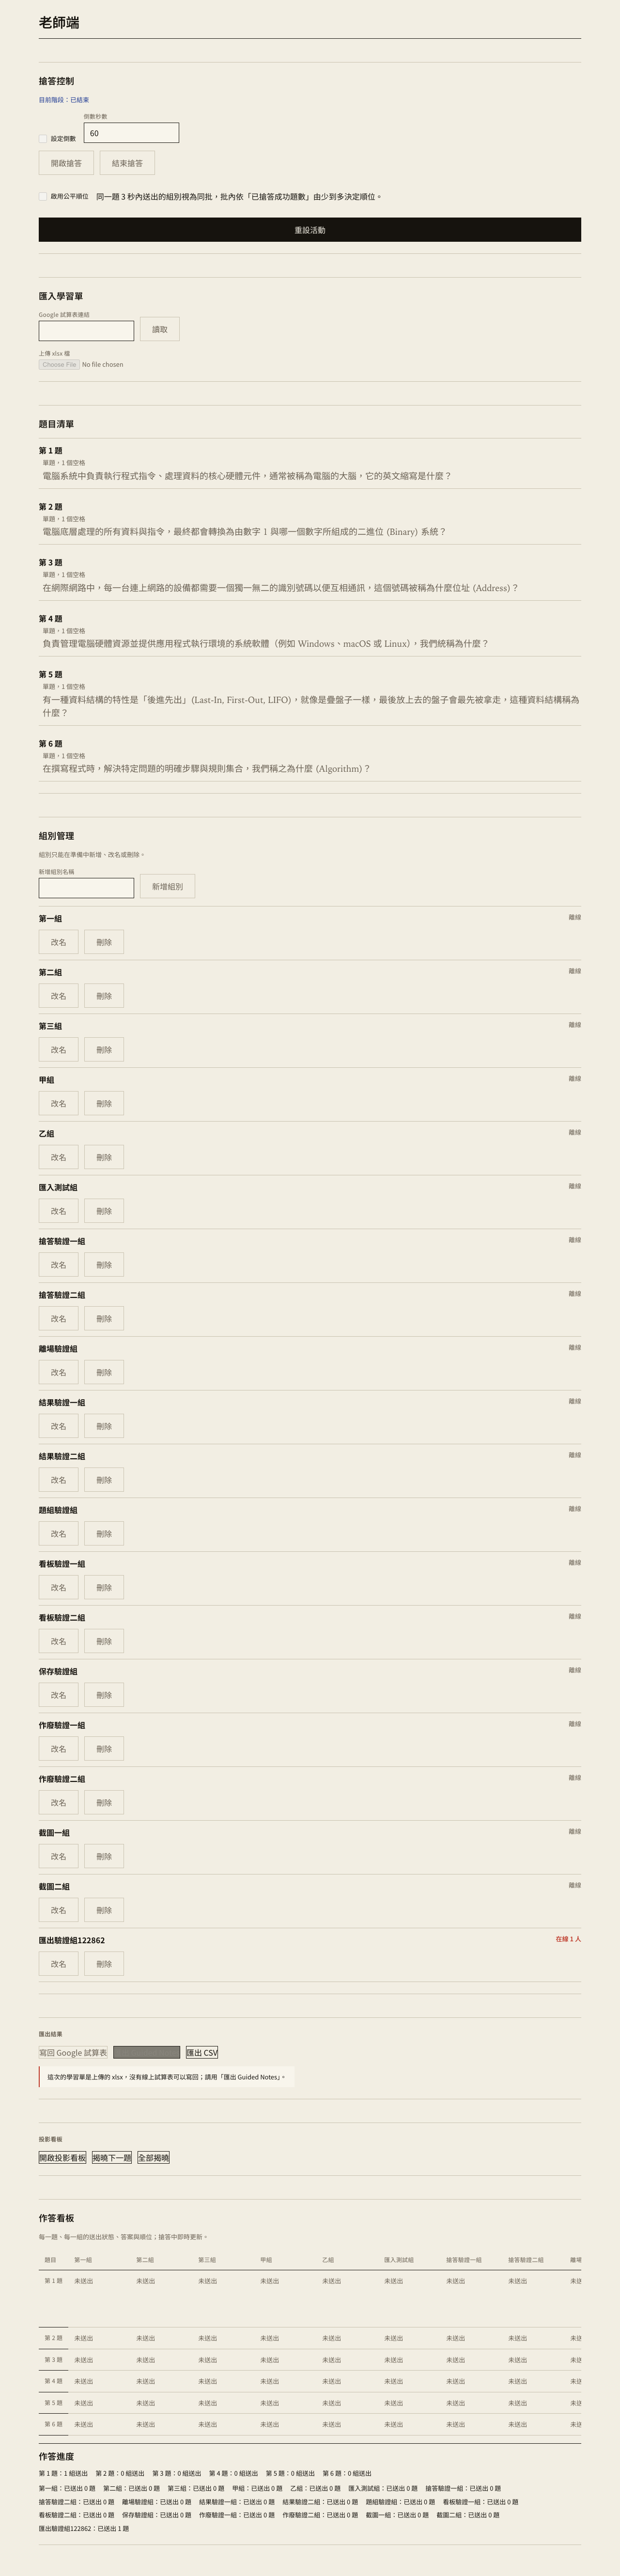 老師端
搶答控制
目前階段：已結束
倒數秒數
設定倒數
60
開啟搶答
結束搶答
啟用公平順位
同一題 3 秒內送出的組別視為同批，批內依「已搶答成功題數」由少到多決定順位。
重設活動
匯入學習單
Google 試算表連結
讀取
上傳 xlsx 檔
Choose File No file chosen
題目清單
第 1 題
單題，1 個空格
電腦系統中負責執行程式指令、處理資料的核心硬體元件，通常被稱為電腦的大腦，它的英文縮寫是什麼？
第 2 題
單題，1 個空格
電腦底層處理的所有資料與指令，最終都會轉換為由數字 1 與哪一個數字所組成的二進位 (Binary) 系統？
第 3 題
單題，1 個空格
在網際網路中，每一台連上網路的設備都需要一個獨一無二的識別號碼以便互相通訊，這個號碼被稱為什麼位址 (Address)？
第 4 題
單題，1 個空格
負責管理電腦硬體資源並提供應用程式執行環境的系統軟體（例如 Windows、macOS 或 Linux），我們統稱為什麼？
第 5 題
單題，1 個空格
有一種資料結構的特性是「後進先出」(Last-In, First-Out, LIFO)，就像是疊盤子一樣，最後放上去的盤子會最先被拿走，這種資料結構稱為
什麼？
第 6 題
單題，1 個空格
在撰寫程式時，解決特定問題的明確步驟與規則集合，我們稱之為什麼 (Algorithm)？
組別管理
組別只能在準備中新增、改名或刪除。
新增組別名稱
新增組別
第一組
離線
改名
刪除
第二組
離線
改名
刪除
第三組
離線
改名
刪除
甲組
離線
改名
刪除
乙組
離線
改名
刪除
匯入測試組
離線
改名
刪除
搶答驗證一組
離線
改名
刪除
搶答驗證二組
離線
改名
刪除
離場驗證組
離線
改名
刪除
結果驗證一組
離線
改名
刪除
結果驗證二組
離線
改名
刪除
題組驗證組
離線
改名
刪除
看板驗證一組
離線
改名
刪除
看板驗證二組
離線
改名
刪除
保存驗證組
離線
改名
刪除
作廢驗證一組
離線
改名
刪除
作廢驗證二組
離線
改名
刪除
截圖一組
離線
改名
刪除
截圖二組
離線
改名
刪除
匯出驗證組122862
在線 1 人
改名
刪除
匯出結果
寫回 Google 試算表
匯出 CSV
這次的學習單是上傳的 xlsx，沒有線上試算表可以寫回；請用「匯出 Guided Notes」。
投影看板
開啟投影看板
揭曉下一題
全部揭曉
作答看板
每一題、每一組的送出狀態、答案與順位；搶答中即時更新。
題目 第一組 第二組 第三組 甲組 乙組 匯入測試組 搶答驗證一組 搶答驗證二組 離場
第 1 題 未送出 未送出 未送出 未送出 未送出 未送出 未送出 未送出 未送
第 2 題 未送出 未送出 未送出 未送出 未送出 未送出 未送出 未送出 未送
第 3 題 未送出 未送出 未送出 未送出 未送出 未送出 未送出 未送出 未送
第 4 題 未送出 未送出 未送出 未送出 未送出 未送出 未送出 未送出 未送
第 5 題 未送出 未送出 未送出 未送出 未送出 未送出 未送出 未送出 未送
第 6 題 未送出 未送出 未送出 未送出 未送出 未送出 未送出 未送出 未送
作答進度
第 1 題：1 組送出 第 2 題：0 組送出 第 3 題：0 組送出 第 4 題：0 組送出 第 5 題：0 組送出 第 6 題：0 組送出
第一組：已送出 0 題 第二組：已送出 0 題 第三組：已送出 0 題 甲組：已送出 0 題 乙組：已送出 0 題 匯入測試組：已送出 0 題 搶答驗證一組：已送出 0 題
搶答驗證二組：已送出 0 題 離場驗證組：已送出 0 題 結果驗證一組：已送出 0 題 結果驗證二組：已送出 0 題 題組驗證組：已送出 0 題 看板驗證一組：已送出 0 題
看板驗證二組：已送出 0 題 保存驗證組：已送出 0 題 作廢驗證一組：已送出 0 題 作廢驗證二組：已送出 0 題 截圖一組：已送出 0 題 截圖二組：已送出 0 題
匯出驗證組122862：已送出 1 題